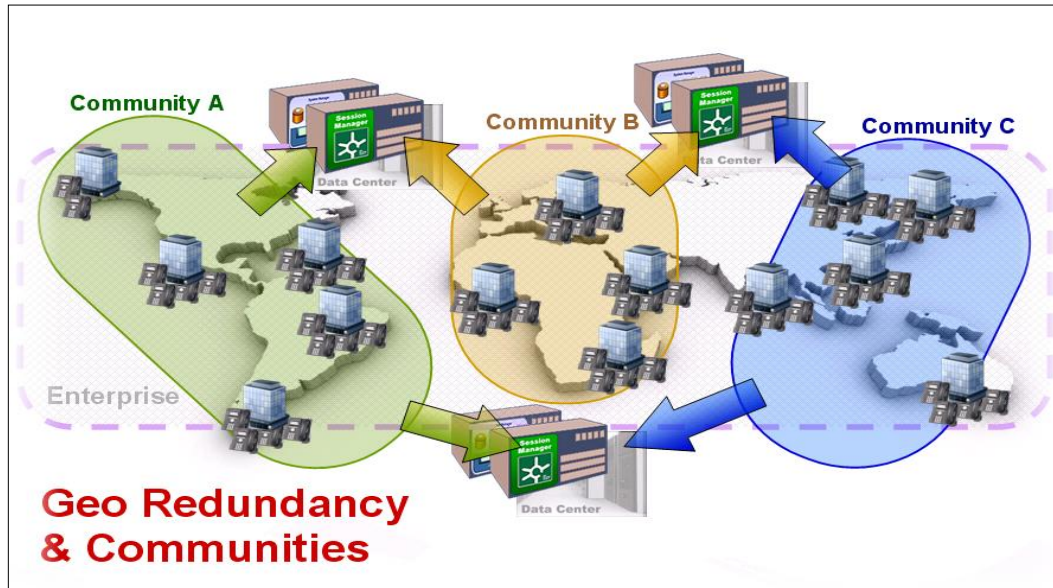 Community A
Community B
Community C
Session
Manager
Data Center
Session
Manager
Data Center
Enterprise
Session
Manager
Data Center
Geo Redundancy
& Communities